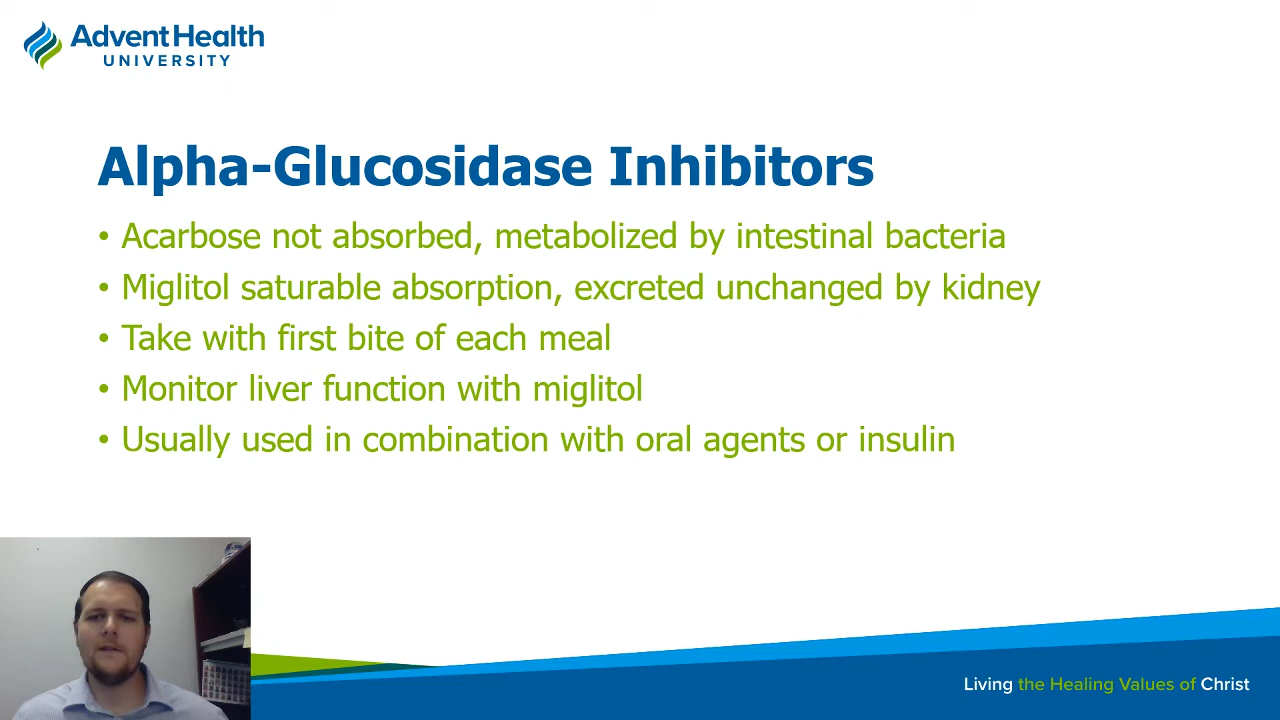 AdventHealth
UNIVERSITY
Alpha-Glucosidase Inhibitors
• Acarbose not absorbed, metabolized by intestinal bacteria
• Miglitol saturable absorption, excreted unchanged by kidney
• Take with first bite of each meal
• Monitor liver function with miglitol
• Usually used in combination with oral agents or insulin
Living the Healing Values of Christ